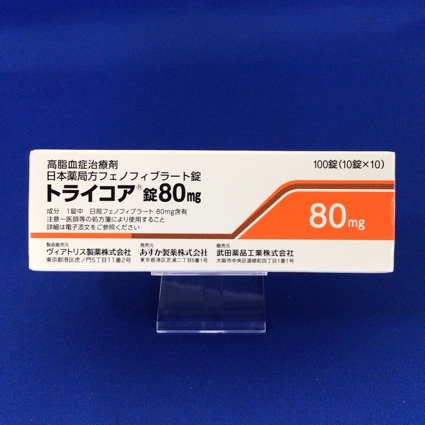 高脂血症治療剤
日本薬局方フェノフィブラート錠
トライコア®錠80mg
100錠(10錠×10)
成分 1錠中 日局フェノフィブラート 80mg含有
注意-医師等の処方箋により使用すること
詳細は電子添文をご参照ください
80mg
製造販売元 発売元 販売元
ヴィアトリス製薬株式会社 あすか製薬株式会社 武田薬品工業株式会社
東京都港区虎ノ門5丁目11番2号 東京都港区芝浦二丁目5番1号 大阪市中央区道修町四丁目1番1号